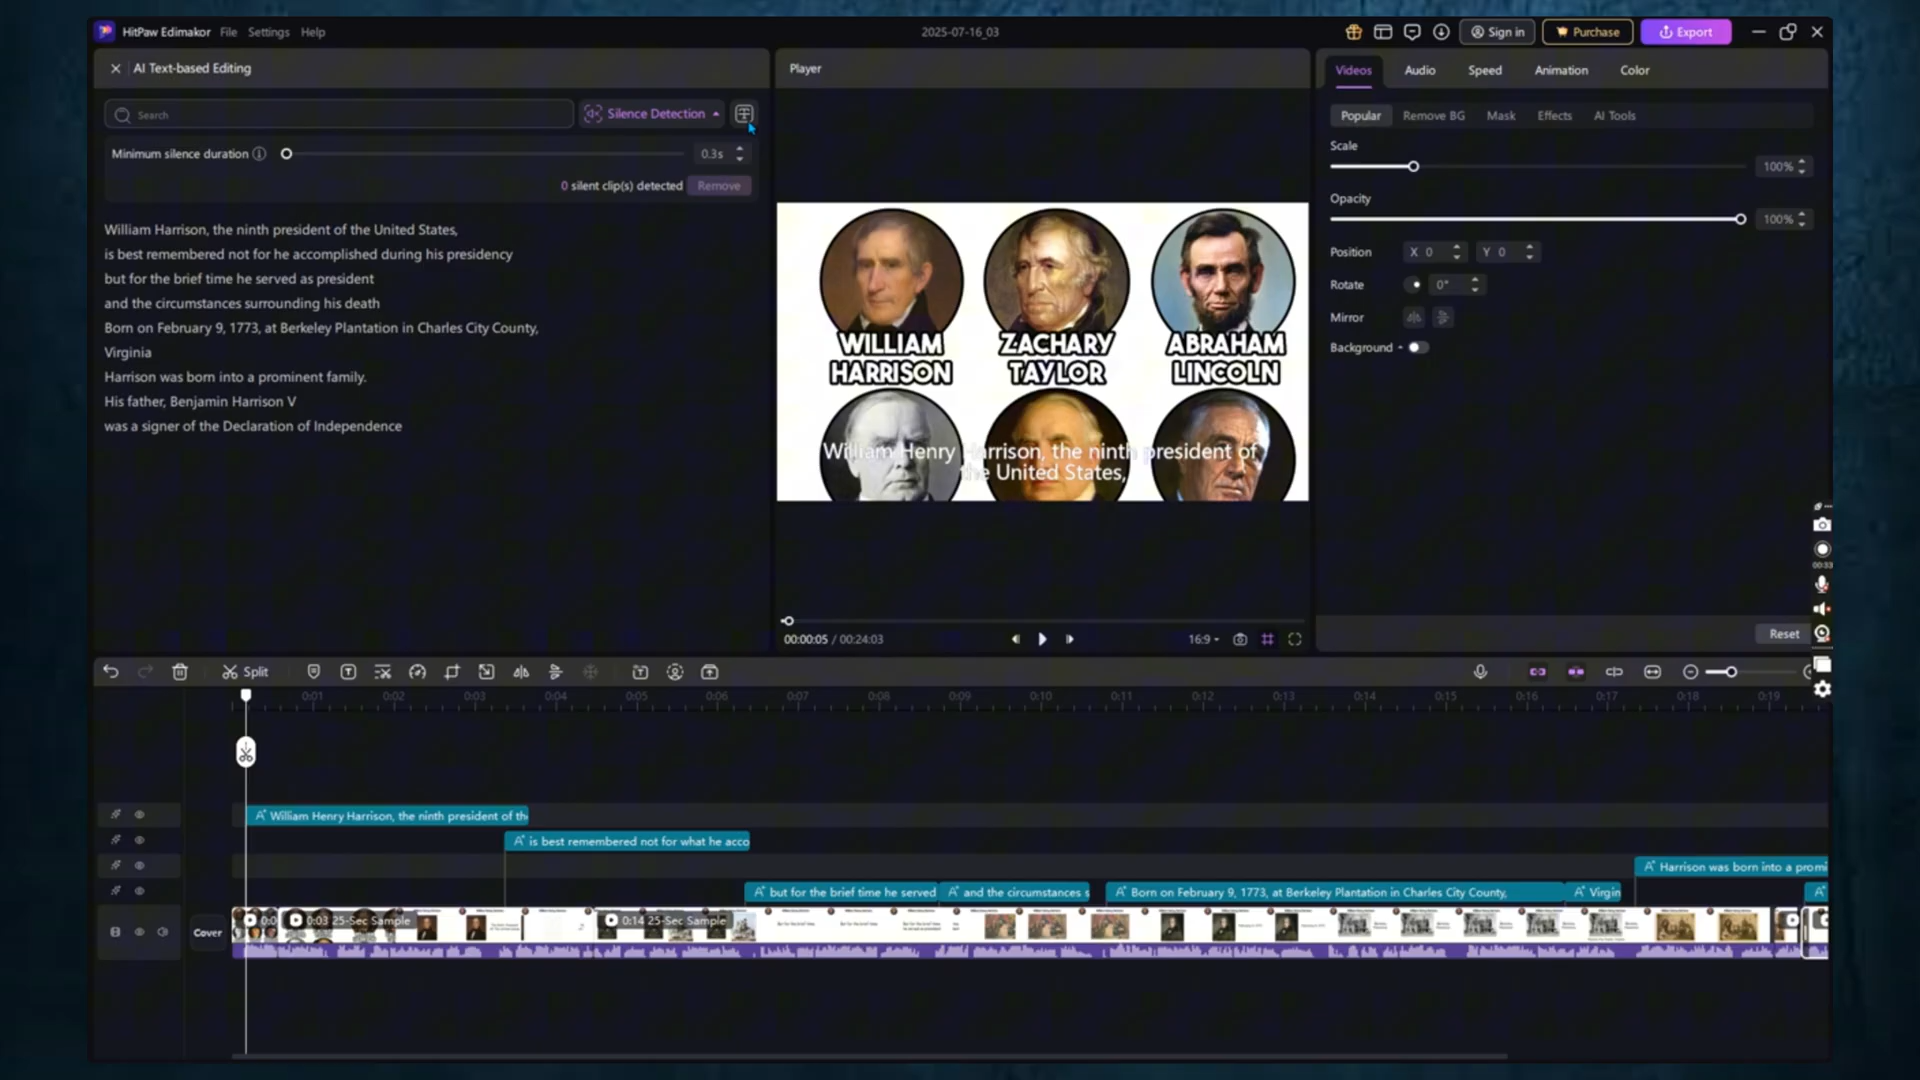 HitPaw Edimakor File Settings Help
2025-07-16_03
Sign in
Purchase
Export
AI Text-based Editing
Search
Silence Detection
Minimum silence duration
0.3s
0 silent clip(s) detected
Remove
William Harrison, the ninth president of the United States,
is best remembered not for he accomplished during his presidency
but for the brief time he served as president
and the circumstances surrounding his death
Born on February 9, 1773, at Berkeley Plantation in Charles City County,
Virginia
Harrison was born into a prominent family.
His father, Benjamin Harrison V
was a signer of the Declaration of Independence
Player
WILLIAM HARRISON
ZACHARY TAYLOR
ABRAHAM LINCOLN
William Henry Harrison, the ninth president of
the United States,
00:00:05 / 00:24:03
16:9
Videos Audio Speed Animation Color
Popular Remove BG Mask Effects AI Tools
Scale
100%
Opacity
100%
Position X 0 Y 0
Rotate 0°
Mirror
Background
Reset
00:33
Split
0:01 0:02 0:03 0:04 0:05 0:06 0:07 0:08 0:09 0:10 0:11 0:12 0:13 0:14 0:15 0:16 0:17 0:18 0:19
William Henry Harrison, the ninth president of th
is best remembered not for what he acco
Harrison was born into a promi
but for the brief time he served
and the circumstances s
Born on February 9, 1773, at Berkeley Plantation in Charles City County,
Virgin
Cover
0:0
0:03 25-Sec Sample
0:14 25-Sec Sample